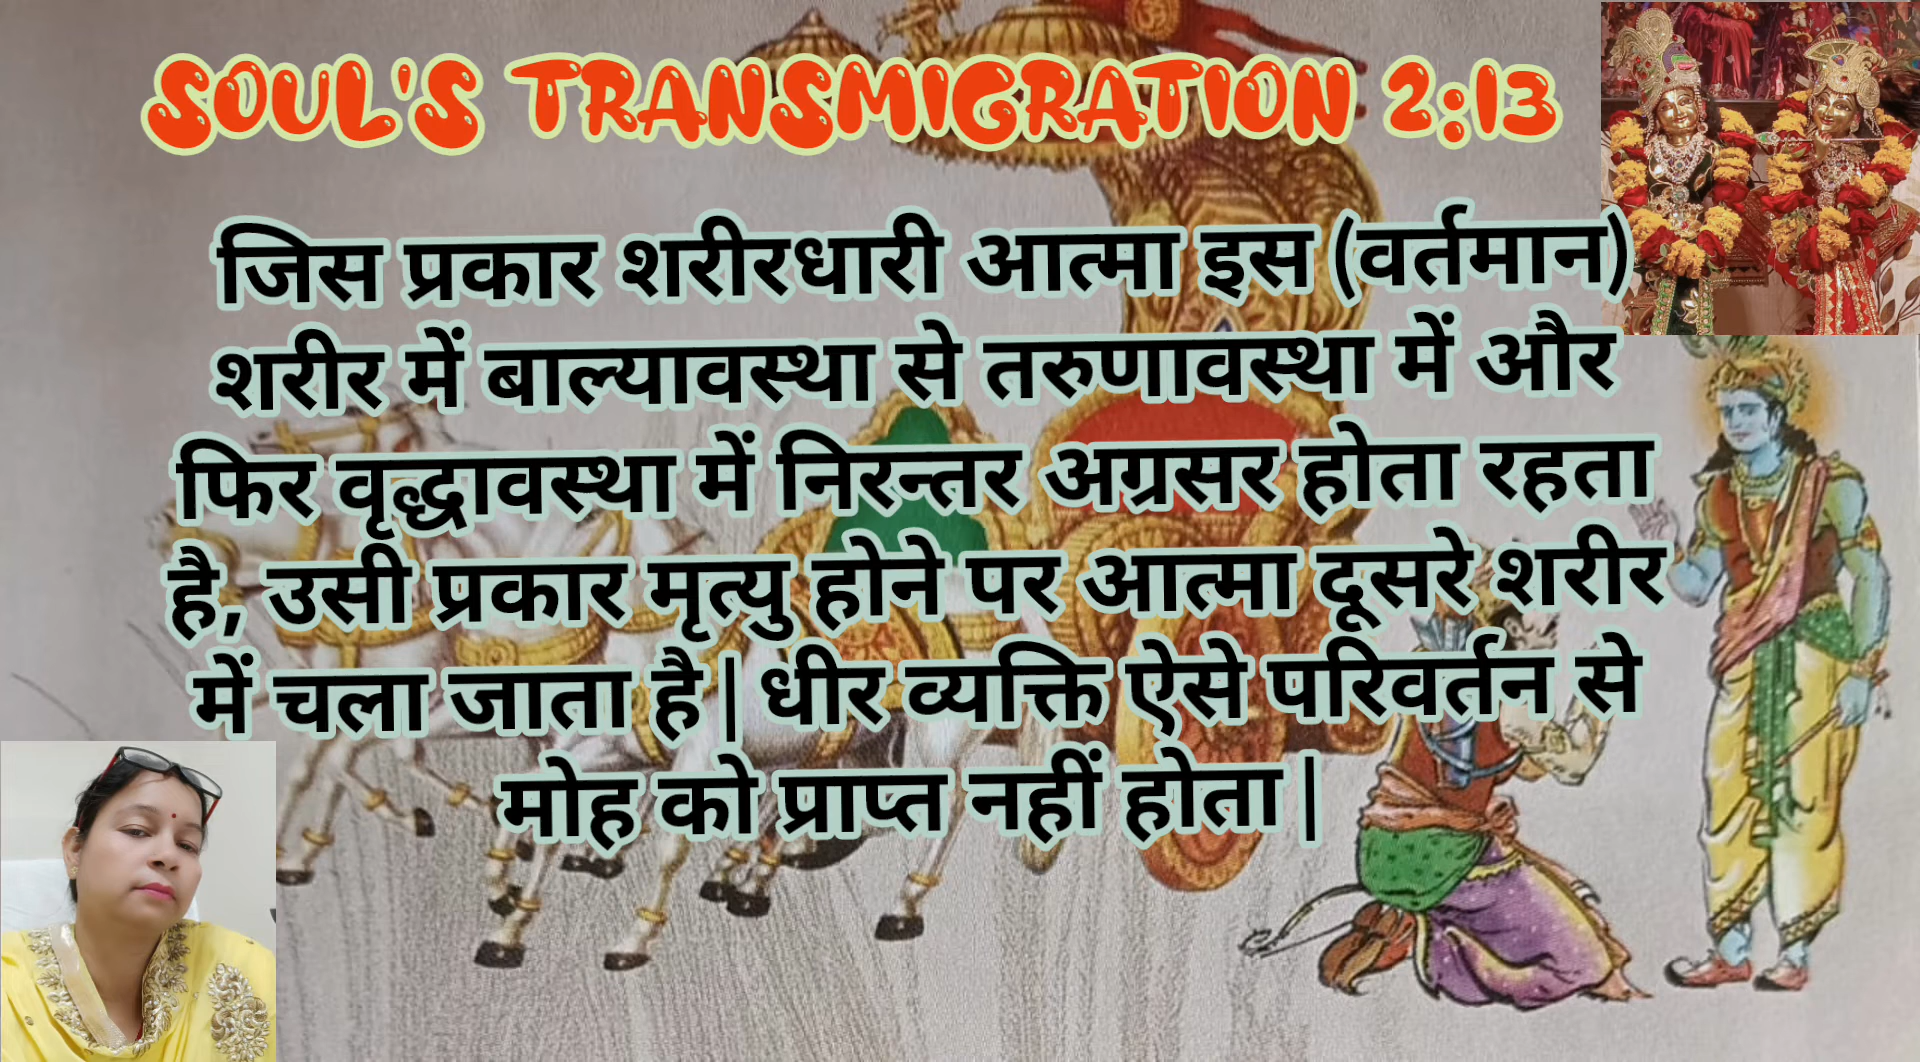 SOUL'S TRANSMIGRATION 2:13
जिस प्रकार शरीरधारी आत्मा इस (वर्तमान)
शरीर में बाल्यावस्था से तरुणावस्था में और
फिर वृद्धावस्था में निरन्तर अग्रसर होता रहता
है, उसी प्रकार मृत्यु होने पर आत्मा दूसरे शरीर
में चला जाता है | धीर व्यक्ति ऐसे परिवर्तन से
मोह को प्राप्त नहीं होता |